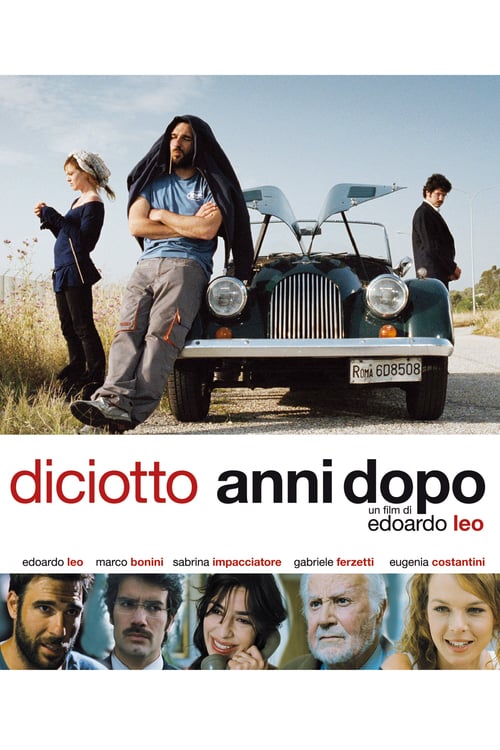 ROMA 6D8508
diciotto anni dopo
un film di
edoardo leo
edoardo leo marco bonini sabrina impacciatore gabriele ferzetti eugenia costantini